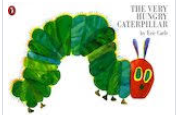 THE VERY
HUNGRY
CATERPILLAR
by Eric Carle